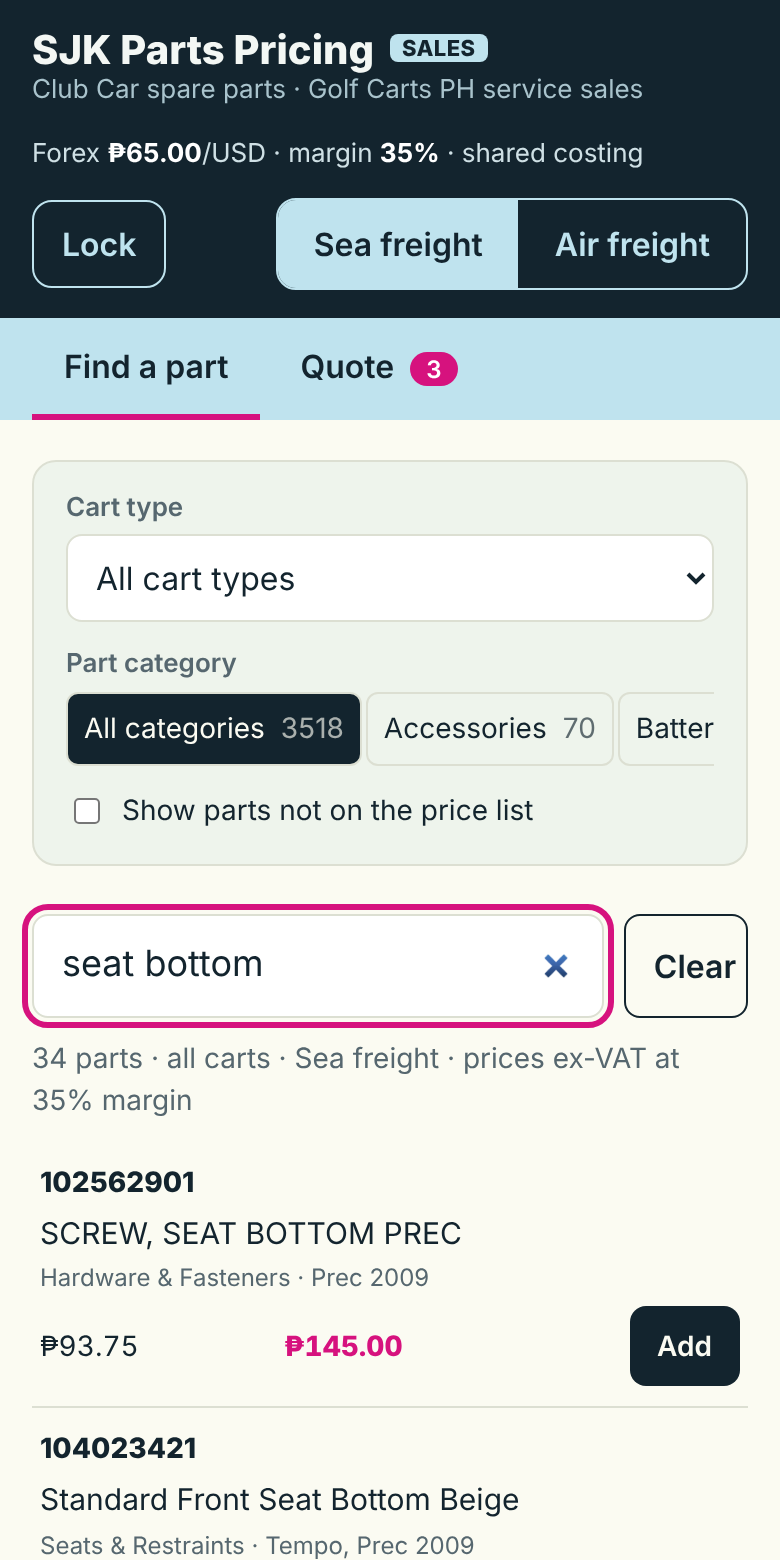 SJK Parts Pricing SALES
Club Car spare parts · Golf Carts PH service sales
Forex ₱65.00/USD · margin 35% · shared costing
Lock Sea freight Air freight
Find a part Quote 3
Cart type
All cart types
Part category
All categories 3518 Accessories 70 Batter
Show parts not on the price list
seat bottom Clear
34 parts · all carts · Sea freight · prices ex-VAT at
35% margin
102562901
SCREW, SEAT BOTTOM PREC
Hardware & Fasteners · Prec 2009
₱93.75 ₱145.00 Add
104023421
Standard Front Seat Bottom Beige
Seats & Restraints · Tempo, Prec 2009